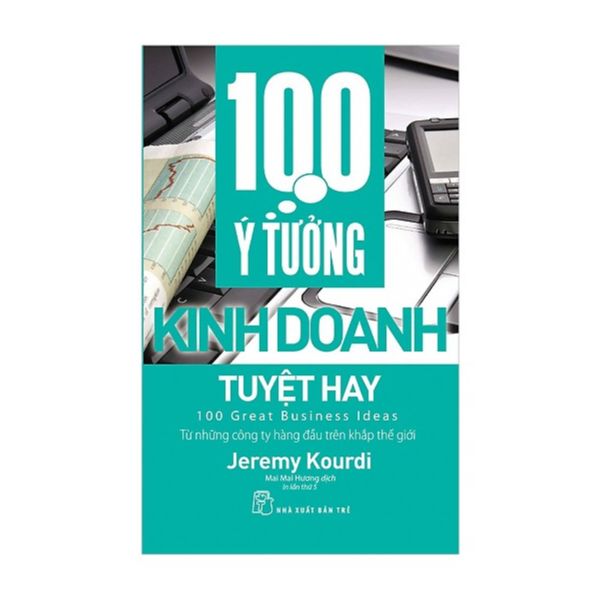 100
Ý TƯỞNG
KINH DOANH
TUYỆT HAY
100 Great Business Ideas
Từ những công ty hàng đầu trên khắp thế giới
Jeremy Kourdi
Mai Mai Hương dịch
In lần thứ 5
NHÀ XUẤT BẢN TRẺ